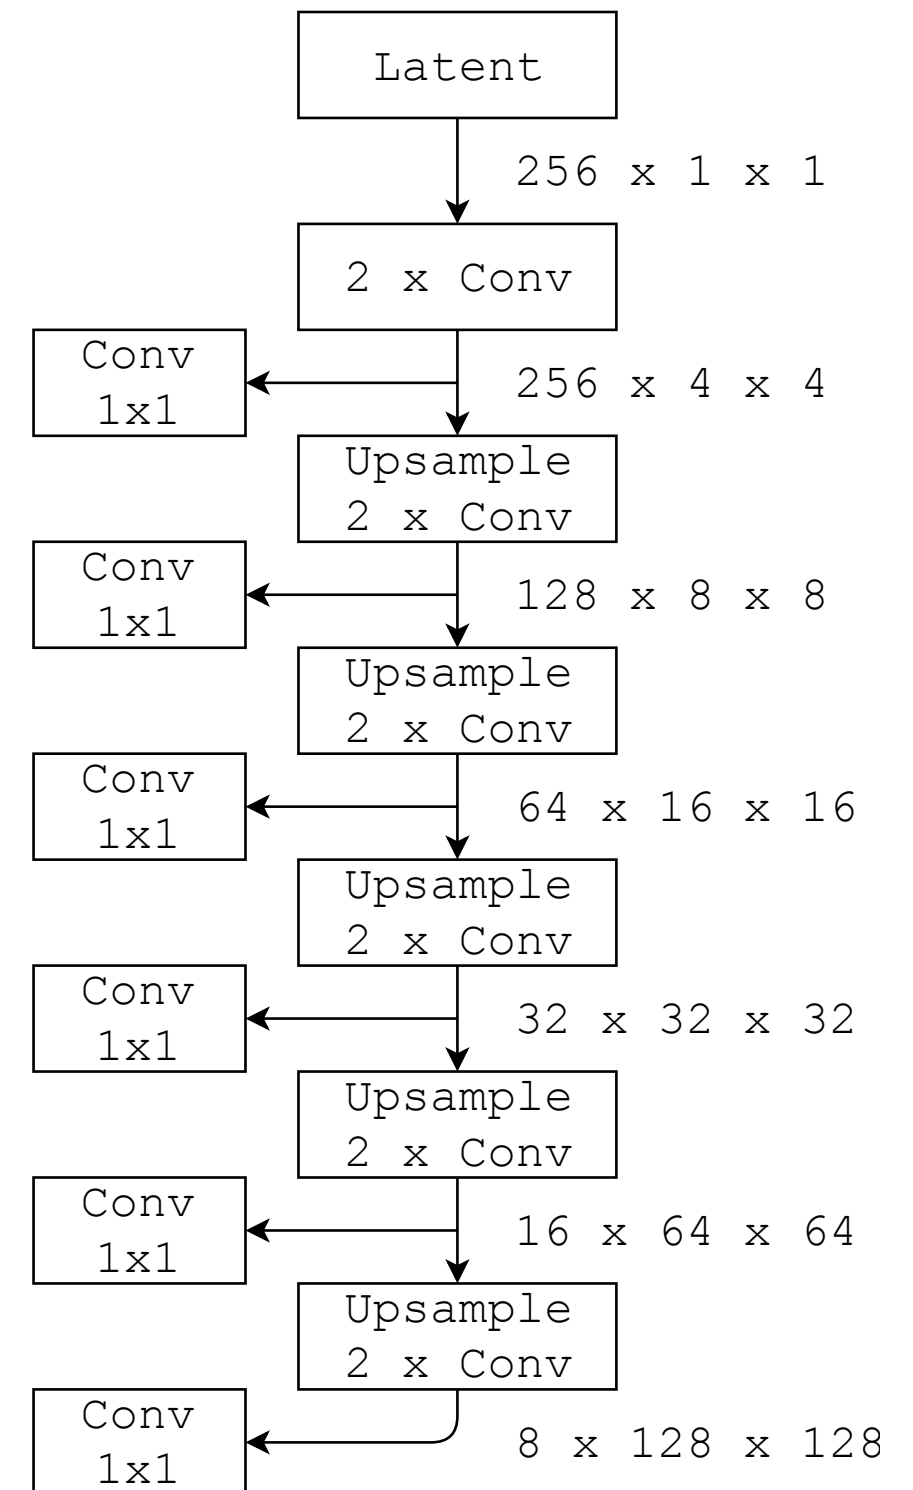 Latent
256 x 1 x 1
2 x Conv
Conv
1x1
256 x 4 x 4
Upsample
2 x Conv
Conv
1x1
128 x 8 x 8
Upsample
2 x Conv
Conv
1x1
64 x 16 x 16
Upsample
2 x Conv
Conv
1x1
32 x 32 x 32
Upsample
2 x Conv
Conv
1x1
16 x 64 x 64
Upsample
2 x Conv
Conv
1x1
8 x 128 x 128